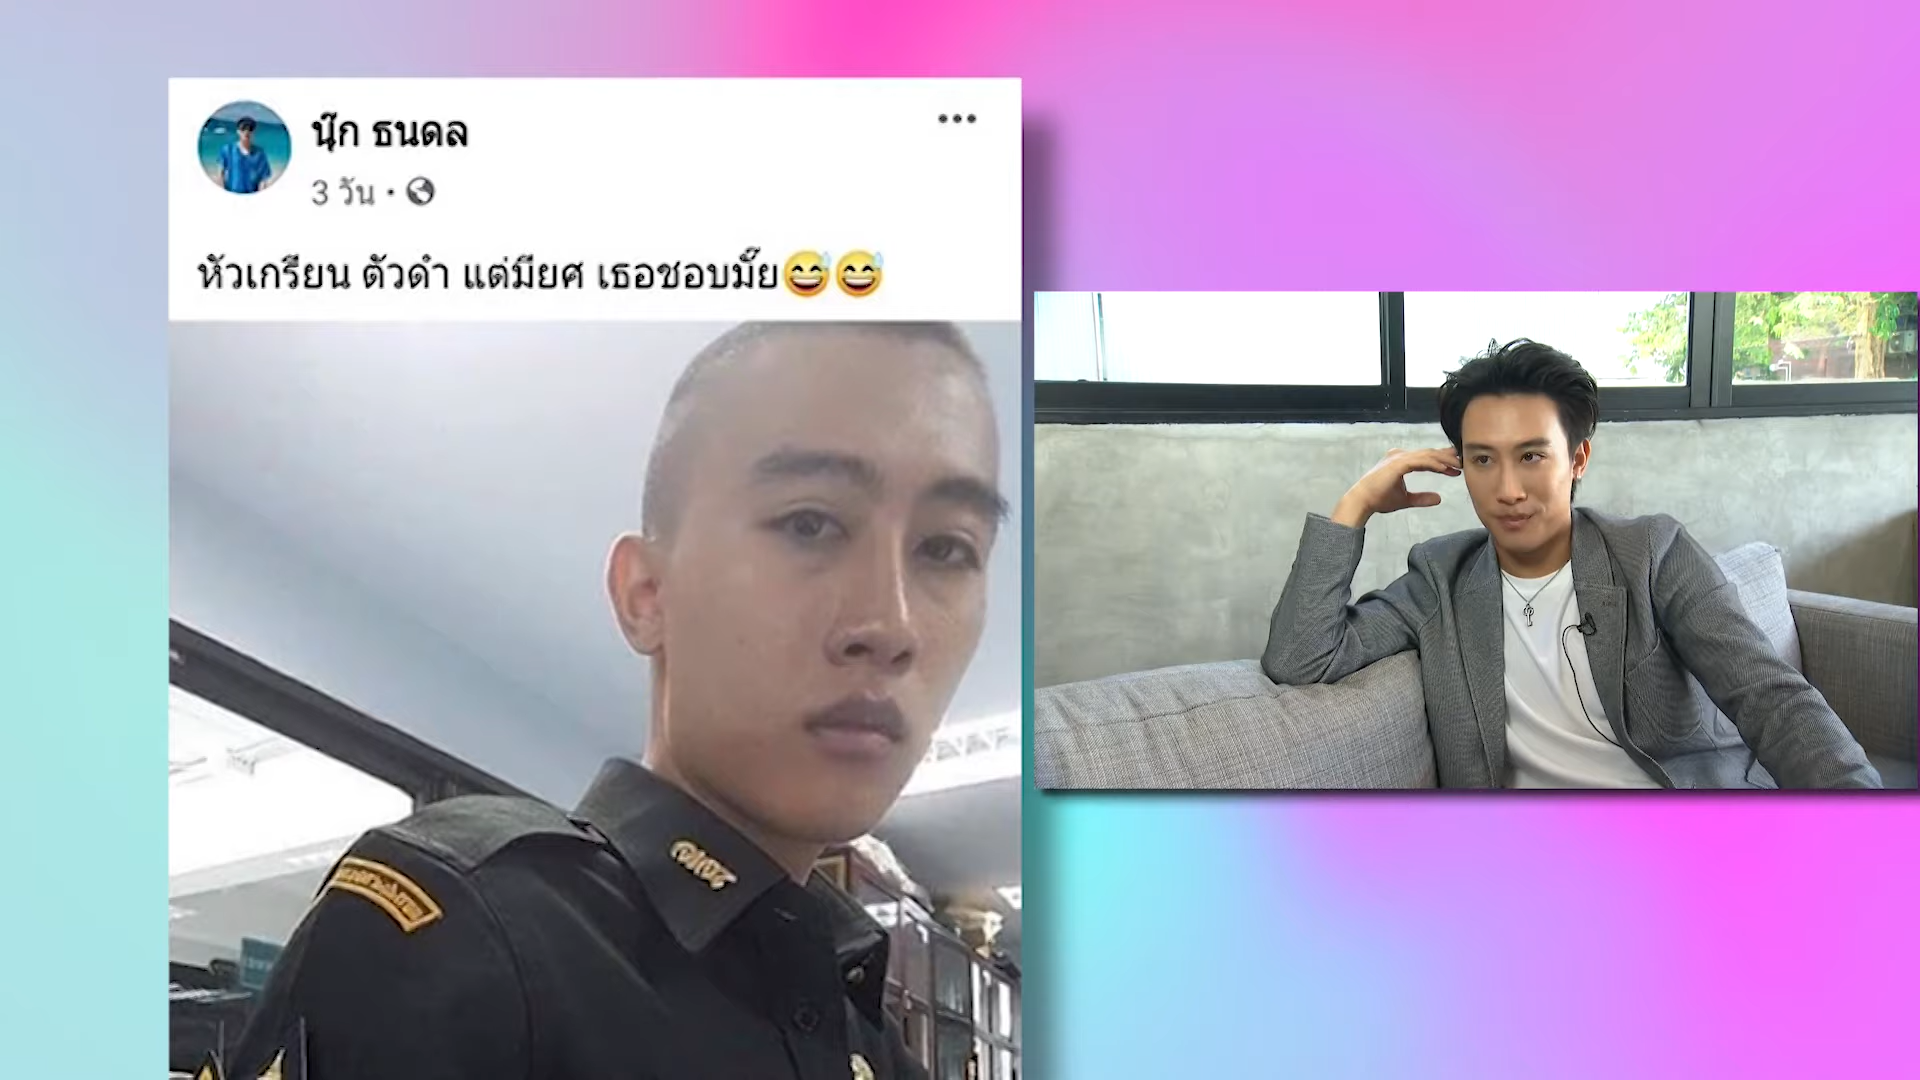 นุ๊ก ธนดล
3 วัน
หัวเกรียน ตัวดำ แต่มียศ เธอชอบมั๊ย😅😅